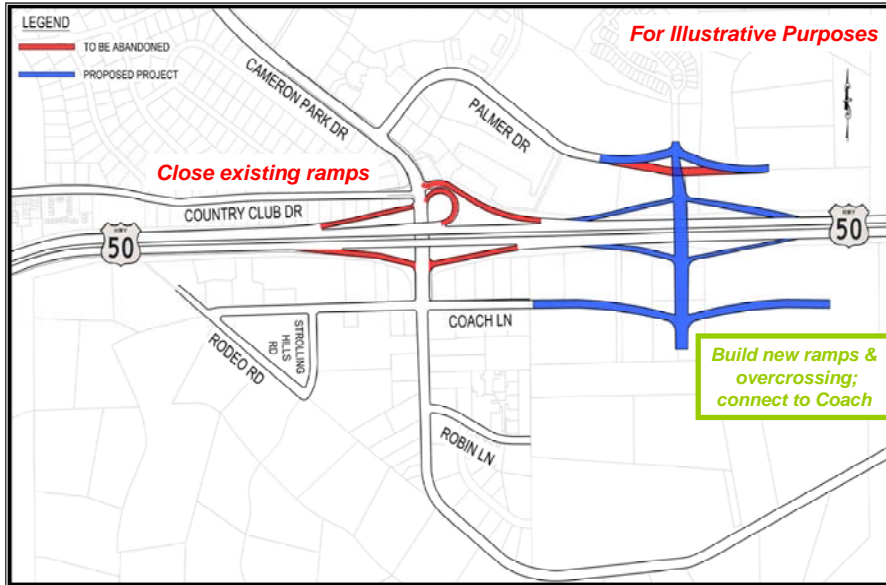 LEGEND
TO BE ABANDONED
PROPOSED PROJECT
For Illustrative Purposes
CAMERON PARK DR
PALMER DR
Close existing ramps
COUNTRY CLUB DR
HWY
50
HWY
50
COACH LN
STROLLING
HILLS
RD
RODEO RD
Build new ramps &
overcrossing;
connect to Coach
ROBIN LN